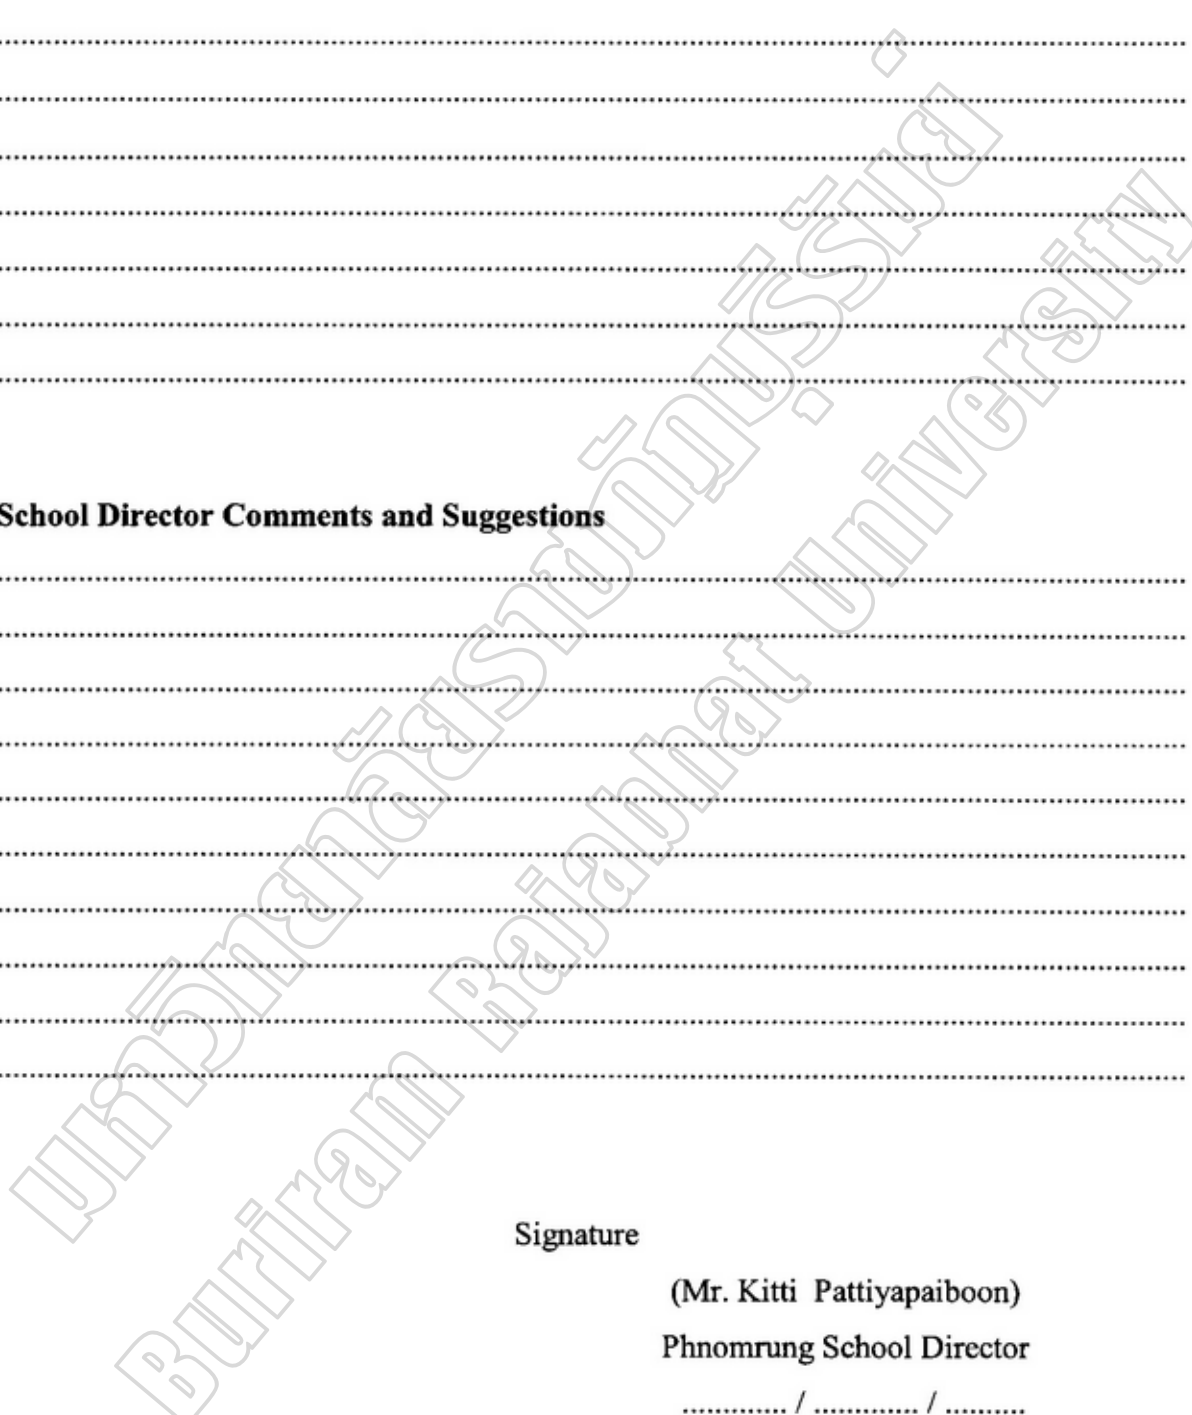 ................................................................................
................................................................................
................................................................................
................................................................................
................................................................................
................................................................................
................................................................................
School Director Comments and Suggestions
................................................................................
................................................................................
................................................................................
................................................................................
................................................................................
................................................................................
................................................................................
................................................................................
................................................................................
................................................................................
Signature
(Mr. Kitti Pattiyapaiboon)
Phnomrung School Director
............. / ............. / ..........
มหาวิทยาลัยราชภัฏบุรีรัมย์
Buriram Rajabhat University